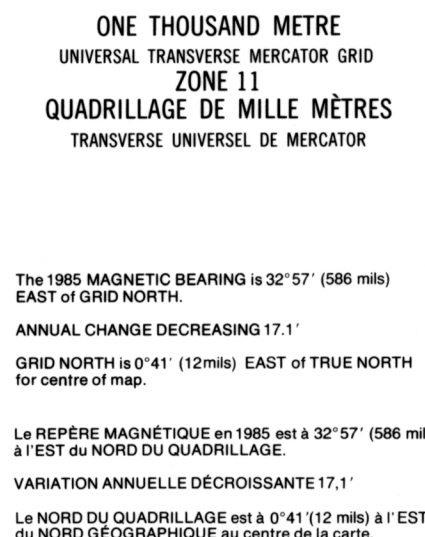 ONE THOUSAND METRE
UNIVERSAL TRANSVERSE MERCATOR GRID
ZONE 11
QUADRILLAGE DE MILLE MÈTRES
TRANSVERSE UNIVERSEL DE MERCATOR
The 1985 MAGNETIC BEARING is 32°57′ (586 mils)
EAST of GRID NORTH.
ANNUAL CHANGE DECREASING 17.1′
GRID NORTH is 0°41′ (12mils) EAST of TRUE NORTH
for centre of map.
Le REPÈRE MAGNÉTIQUE en 1985 est à 32°57′ (586 mil
à l'EST du NORD DU QUADRILLAGE.
VARIATION ANNUELLE DÉCROISSANTE 17,1′
Le NORD DU QUADRILLAGE est à 0°41′(12 mils) à l'EST
du NORD GÉOGRAPHIQUE au centre de la carte.